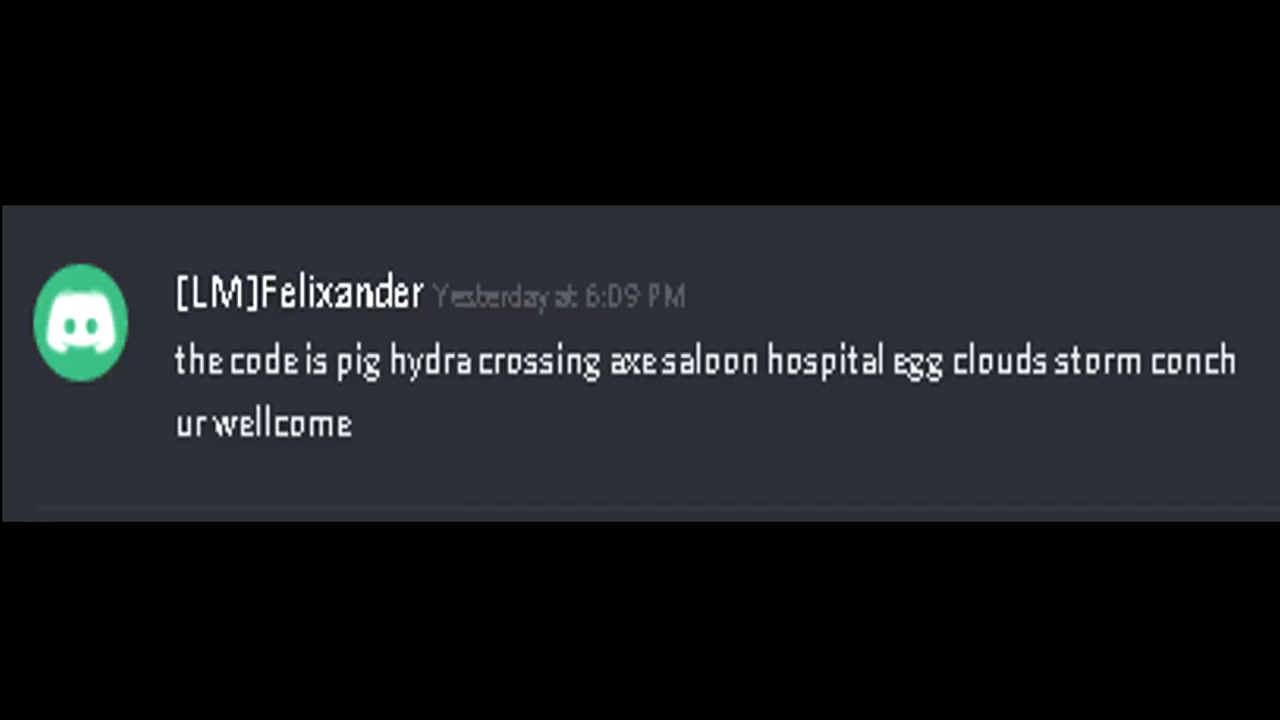 [LM]Felixander Yesterday at 6:09 PM
the code is pig hydra crossing axe saloon hospital egg clouds storm conch
ur wellcome